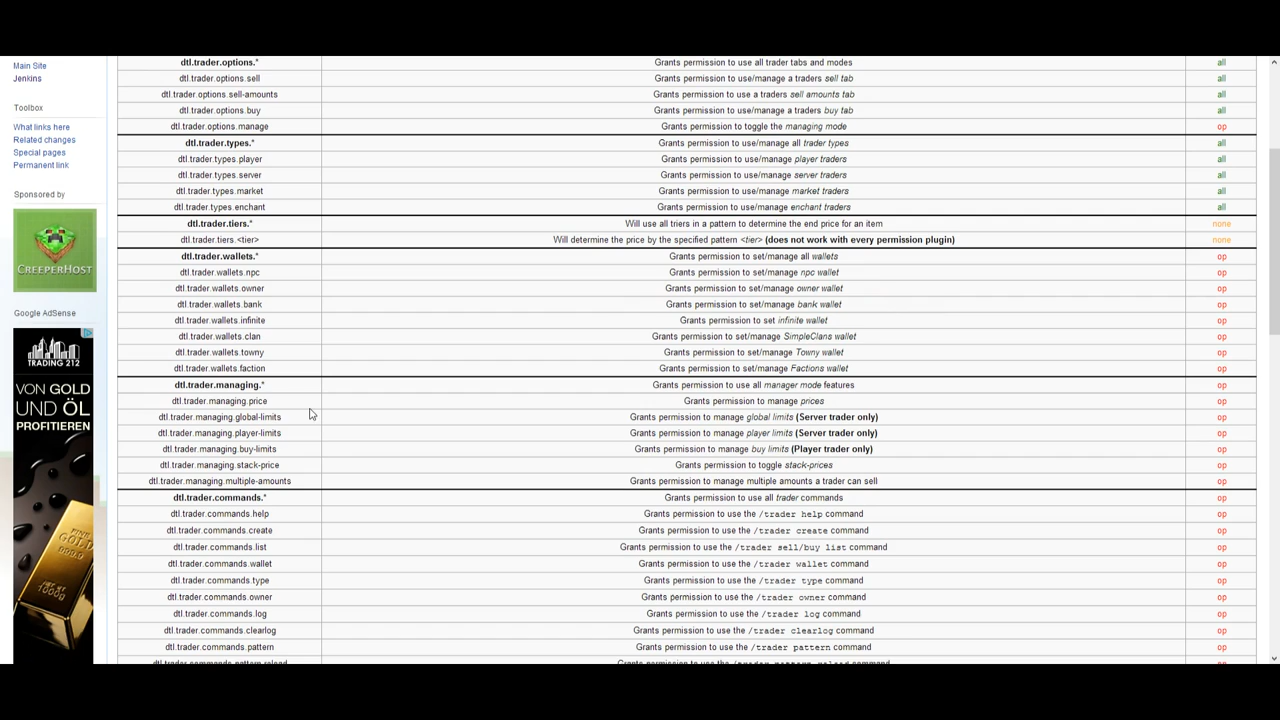 Main Site
Jenkins
Toolbox
What links here
Related changes
Special pages
Permanent link
Sponsored by
CREEPERHOST
Google AdSense
TRADING 212
VON GOLD
UND ÖL
PROFITIEREN
dtl.trader.options.* Grants permission to use all trader tabs and modes all
dtl.trader.options.sell Grants permission to use/manage a traders sell tab all
dtl.trader.options.sell-amounts Grants permission to use a traders sell amounts tab all
dtl.trader.options.buy Grants permission to use/manage a traders buy tab all
dtl.trader.options.manage Grants permission to toggle the managing mode op
dtl.trader.types.* Grants permission to use/manage all trader types all
dtl.trader.types.player Grants permission to use/manage player traders all
dtl.trader.types.server Grants permission to use/manage server traders all
dtl.trader.types.market Grants permission to use/manage market traders all
dtl.trader.types.enchant Grants permission to use/manage enchant traders all
dtl.trader.tiers.* Will use all triers in a pattern to determine the end price for an item none
dtl.trader.tiers.<tier> Will determine the price by the specified pattern <tier> (does not work with every permission plugin) none
dtl.trader.wallets.* Grants permission to set/manage all wallets op
dtl.trader.wallets.npc Grants permission to set/manage npc wallet op
dtl.trader.wallets.owner Grants permission to set/manage owner wallet op
dtl.trader.wallets.bank Grants permission to set/manage bank wallet op
dtl.trader.wallets.infinite Grants permission to set infinite wallet op
dtl.trader.wallets.clan Grants permission to set/manage SimpleClans wallet op
dtl.trader.wallets.towny Grants permission to set/manage Towny wallet op
dtl.trader.wallets.faction Grants permission to set/manage Factions wallet op
dtl.trader.managing.* Grants permission to use all manager mode features op
dtl.trader.managing.price Grants permission to manage prices op
dtl.trader.managing.global-limits Grants permission to manage global limits (Server trader only) op
dtl.trader.managing.player-limits Grants permission to manage player limits (Server trader only) op
dtl.trader.managing.buy-limits Grants permission to manage buy limits (Player trader only) op
dtl.trader.managing.stack-price Grants permission to toggle stack-prices op
dtl.trader.managing.multiple-amounts Grants permission to manage multiple amounts a trader can sell op
dtl.trader.commands.* Grants permission to use all trader commands op
dtl.trader.commands.help Grants permission to use the /trader help command op
dtl.trader.commands.create Grants permission to use the /trader create command op
dtl.trader.commands.list Grants permission to use the /trader sell/buy list command op
dtl.trader.commands.wallet Grants permission to use the /trader wallet command op
dtl.trader.commands.type Grants permission to use the /trader type command op
dtl.trader.commands.owner Grants permission to use the /trader owner command op
dtl.trader.commands.log Grants permission to use the /trader log command op
dtl.trader.commands.clearlog Grants permission to use the /trader clearlog command op
dtl.trader.commands.pattern Grants permission to use the /trader pattern command op